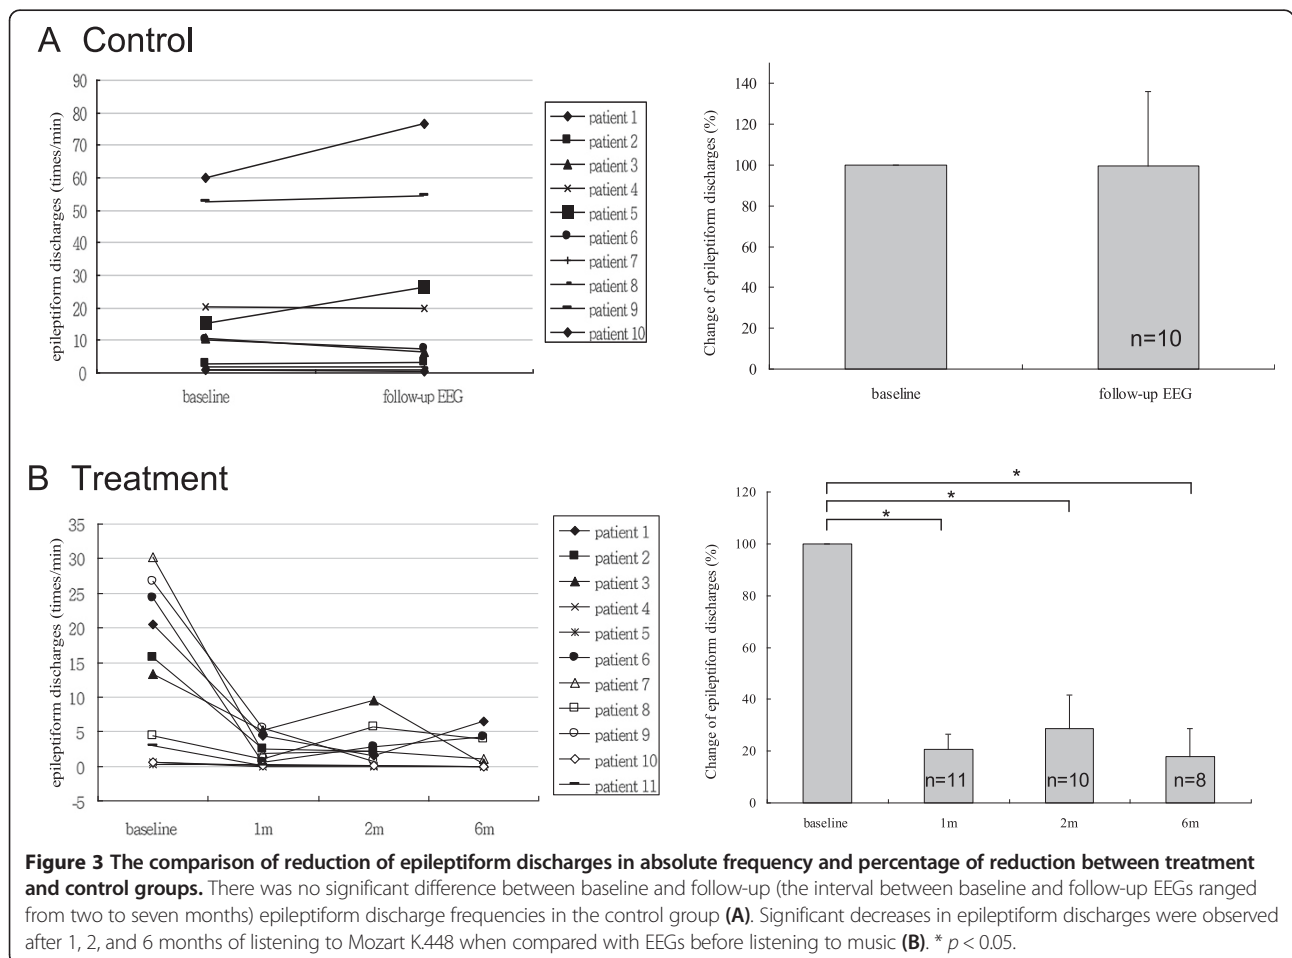 A Control
epileptiform discharges (times/min)
90
80
70
60
50
40
30
20
10
0
baseline
follow-up EEG
patient 1
patient 2
patient 3
patient 4
patient 5
patient 6
patient 7
patient 8
patient 9
patient 10
Change of epileptiform discharges (%)
140
120
100
80
60
40
20
0
n=10
baseline
follow-up EEG
B Treatment
epileptiform discharges (times/min)
35
30
25
20
15
10
5
0
-5
baseline
1m
2m
6m
patient 1
patient 2
patient 3
patient 4
patient 5
patient 6
patient 7
patient 8
patient 9
patient 10
patient 11
Change of epileptiform discharges (%)
120
100
80
60
40
20
0
*
*
*
n=11
n=10
n=8
baseline
1m
2m
6m
Figure 3 The comparison of reduction of epileptiform discharges in absolute frequency and percentage of reduction between treatment
and control groups. There was no significant difference between baseline and follow-up (the interval between baseline and follow-up EEGs ranged
from two to seven months) epileptiform discharge frequencies in the control group (A). Significant decreases in epileptiform discharges were observed
after 1, 2, and 6 months of listening to Mozart K.448 when compared with EEGs before listening to music (B). * p < 0.05.